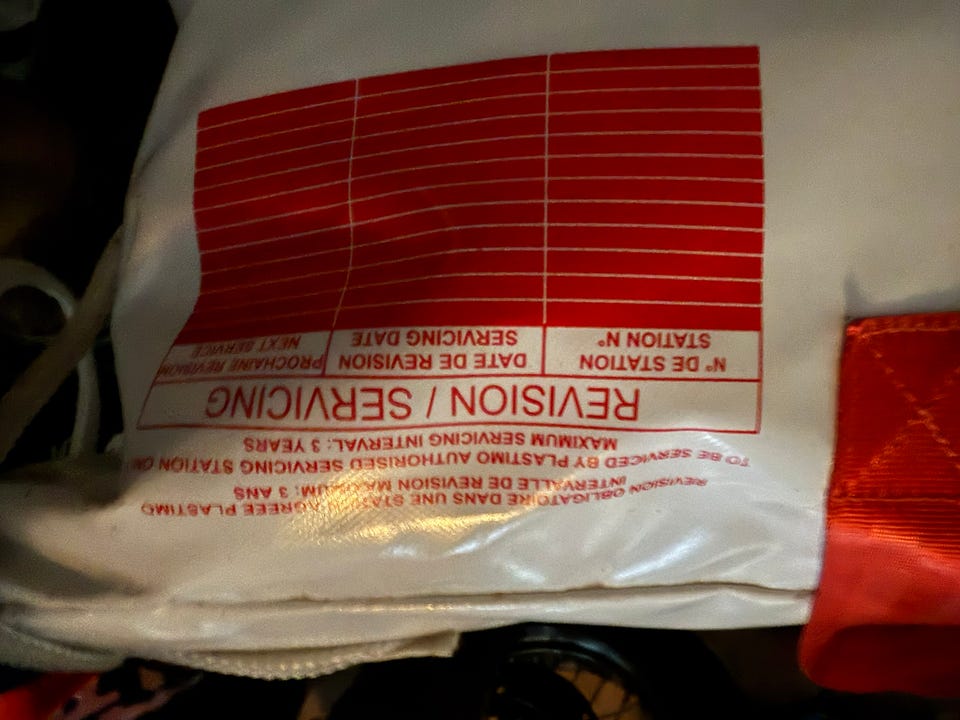 REVISION OBLIGATOIRE DANS UNE STATION AGREEE PLASTIMO
INTERVALLE DE REVISION MAXIMUM: 3 ANS
TO BE SERVICED BY PLASTIMO AUTHORISED SERVICING STATION ONLY
MAXIMUM SERVICING INTERVAL: 3 YEARS
REVISION / SERVICING
N° DE STATION
STATION N°
DATE DE REVISION
SERVICING DATE
PROCHAINE REVISION
NEXT SERVICE